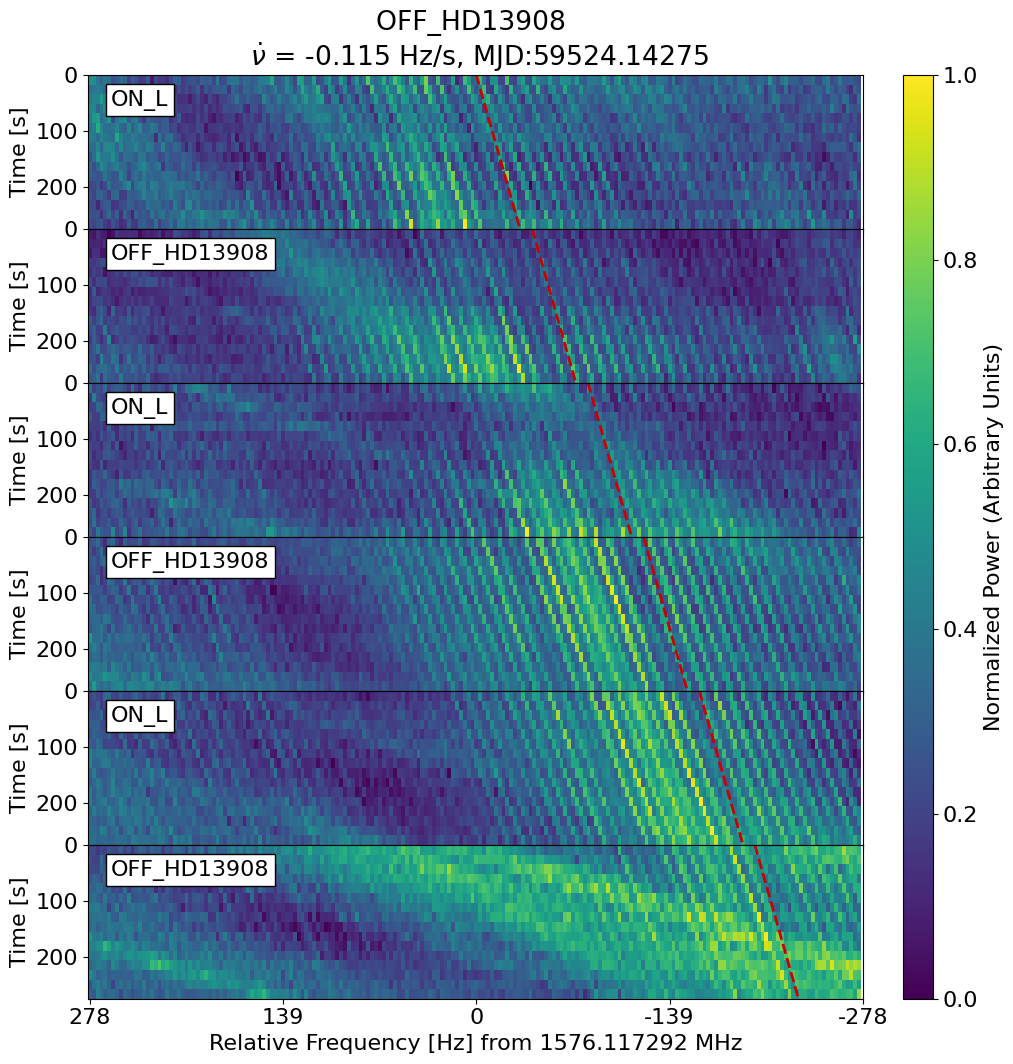 OFF_HD13908
ν̇ = -0.115 Hz/s, MJD:59524.14275
0
ON_L
100
200
Time [s]
0
OFF_HD13908
100
200
Time [s]
0
ON_L
100
200
Time [s]
0
OFF_HD13908
100
200
Time [s]
0
ON_L
100
200
Time [s]
0
OFF_HD13908
100
200
Time [s]
278 139 0 -139 -278
Relative Frequency [Hz] from 1576.117292 MHz
1.0
0.8
0.6
0.4
0.2
0.0
Normalized Power (Arbitrary Units)